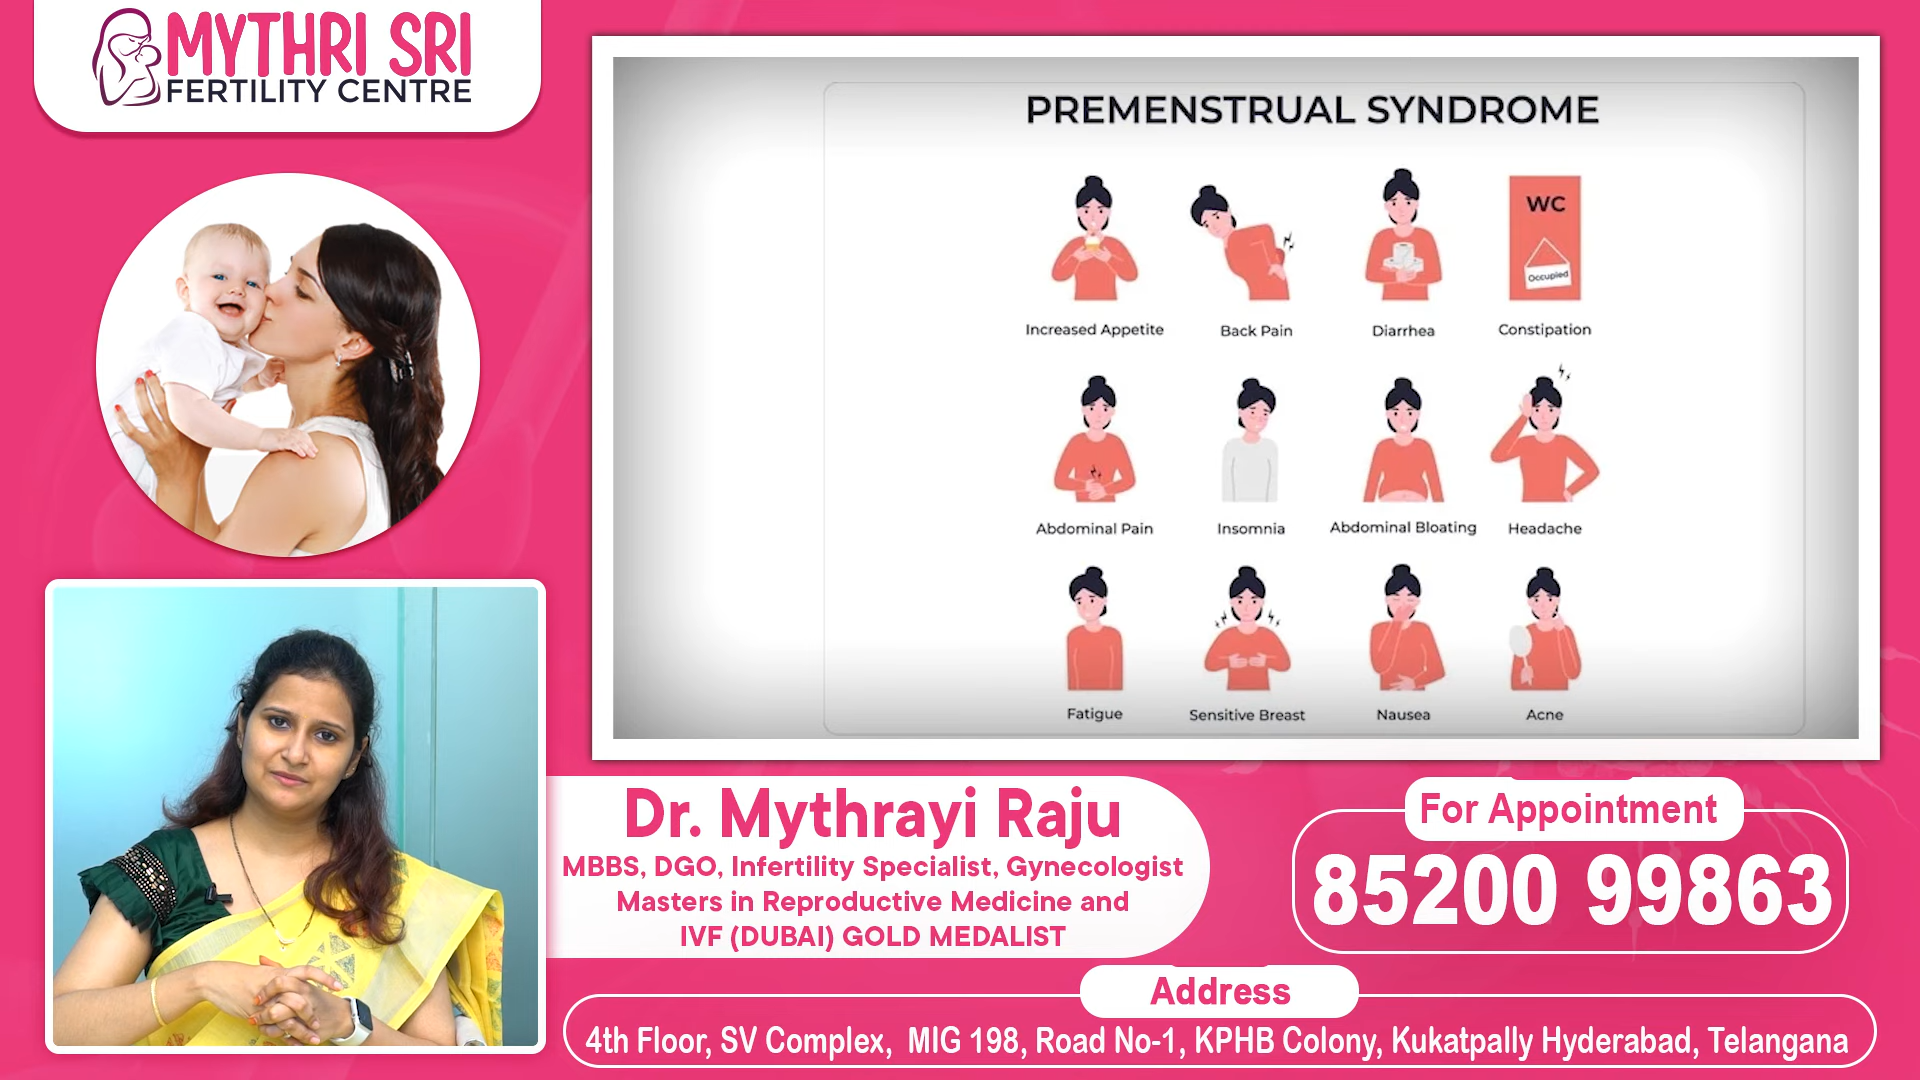 MYTHRI SRI
FERTILITY CENTRE
PREMENSTRUAL SYNDROME
WC
Occupied
Increased Appetite
Back Pain
Diarrhea
Constipation
Abdominal Pain
Insomnia
Abdominal Bloating
Headache
Fatigue
Sensitive Breast
Nausea
Acne
Dr. Mythrayi Raju
MBBS, DGO, Infertility Specialist, Gynecologist
Masters in Reproductive Medicine and
IVF (DUBAI) GOLD MEDALIST
For Appointment
85200 99863
Address
4th Floor, SV Complex, MIG 198, Road No-1, KPHB Colony, Kukatpally Hyderabad, Telangana